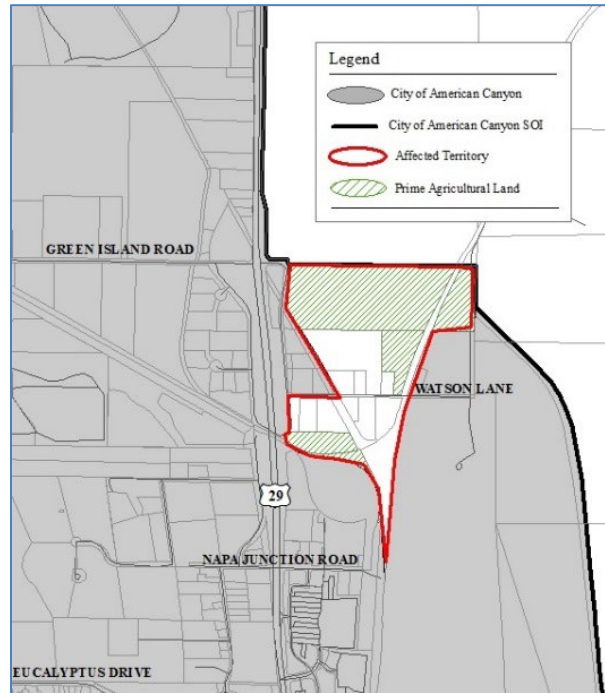 Legend
City of American Canyon
City of American Canyon SOI
Affected Territory
Prime Agricultural Land
GREEN ISLAND ROAD
WATSON LANE
29
NAPA JUNCTION ROAD
EUCALYPTUS DRIVE